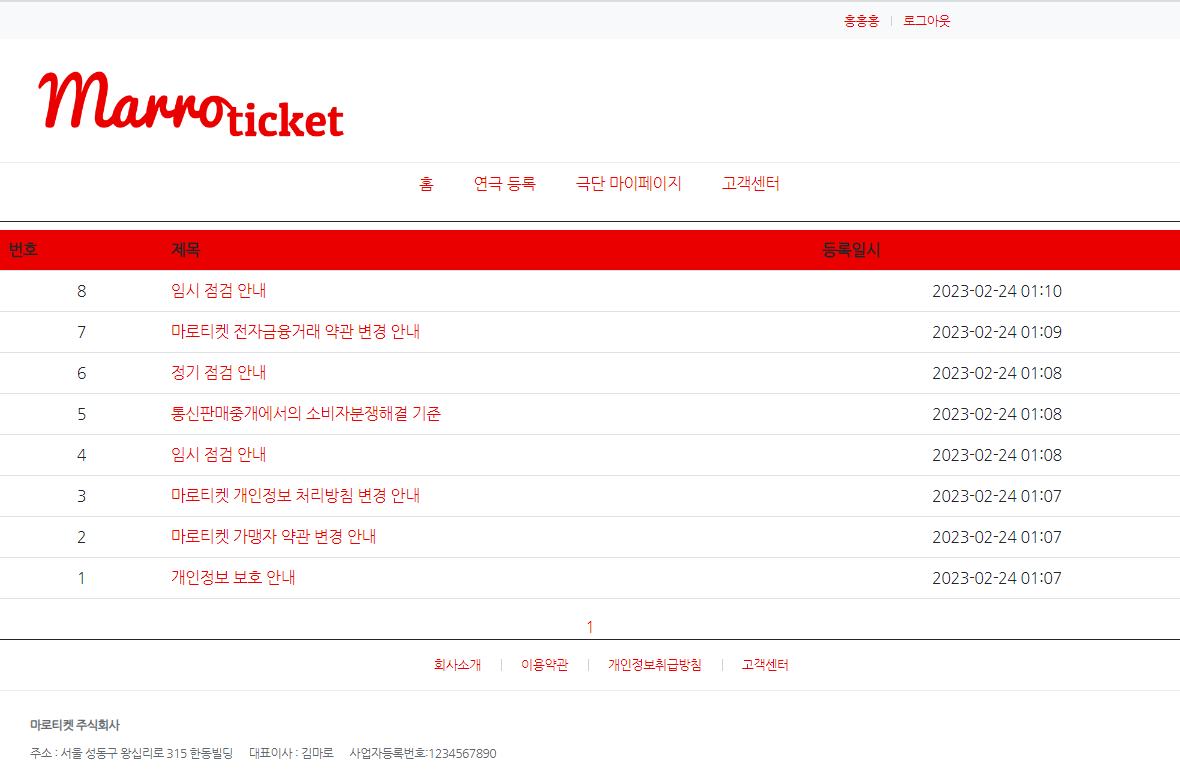 홍홍홍 로그아웃
Marroticket
홈 연극 등록 극단 마이페이지 고객센터
번호 제목 등록일시
8 임시 점검 안내 2023-02-24 01:10
7 마로티켓 전자금융거래 약관 변경 안내 2023-02-24 01:09
6 정기 점검 안내 2023-02-24 01:08
5 통신판매중개에서의 소비자분쟁해결 기준 2023-02-24 01:08
4 임시 점검 안내 2023-02-24 01:08
3 마로티켓 개인정보 처리방침 변경 안내 2023-02-24 01:07
2 마로티켓 가맹자 약관 변경 안내 2023-02-24 01:07
1 개인정보 보호 안내 2023-02-24 01:07
1
회사소개 이용약관 개인정보취급방침 고객센터
마로티켓 주식회사
주소 : 서울 성동구 왕십리로 315 한동빌딩 대표이사 : 김마로 사업자등록번호:1234567890